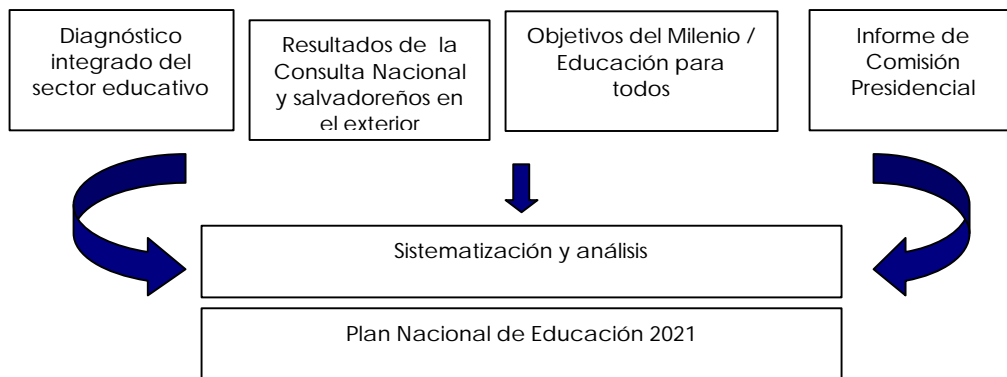 Diagnóstico
integrado del
sector educativo
Resultados de la
Consulta Nacional
y salvadoreños en
el exterior
Objetivos del Milenio /
Educación para
todos
Informe de
Comisión
Presidencial
Sistematización y análisis
Plan Nacional de Educación 2021